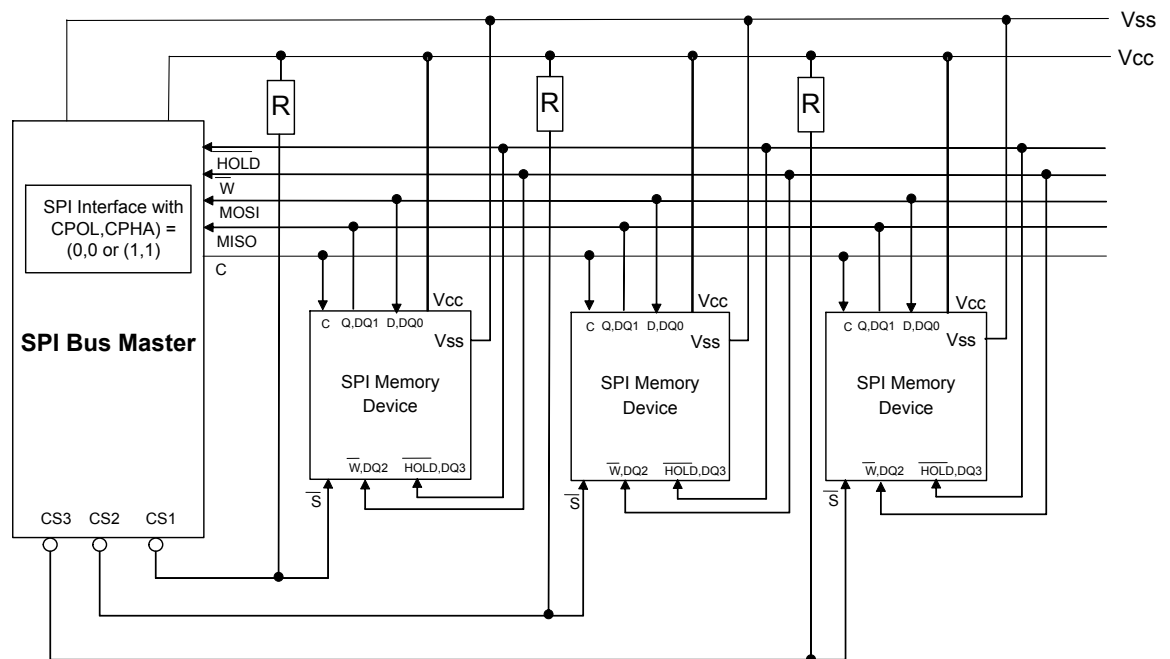 Vss
Vcc
R
R
R
HOLD
W
MOSI
MISO
C
SPI Interface with
CPOL,CPHA) =
(0,0 or (1,1)
SPI Bus Master
CS3 CS2 CS1
C Q,DQ1 D,DQ0 Vcc
Vss
SPI Memory
Device
W,DQ2 HOLD,DQ3
S
C Q,DQ1 D,DQ0 Vcc
Vss
SPI Memory
Device
W,DQ2 HOLD,DQ3
S
C Q,DQ1 D,DQ0 Vcc
Vss
SPI Memory
Device
W,DQ2 HOLD,DQ3
S